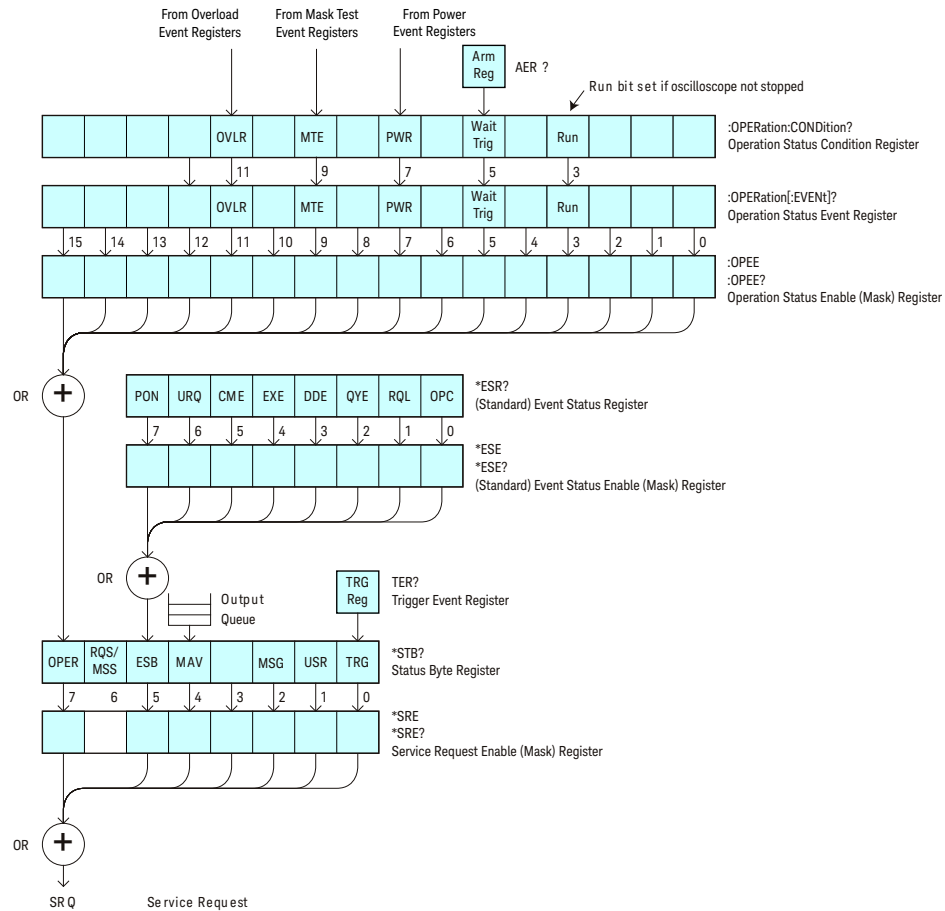 From Overload
Event Registers
From Mask Test
Event Registers
From Power
Event Registers
Arm
Reg
AER ?
Run bit set if oscilloscope not stopped
OVLR
MTE
PWR
Wait
Trig
Run
:OPERation:CONDition?
Operation Status Condition Register
11
9
7
5
3
OVLR
MTE
PWR
Wait
Trig
Run
:OPERation[:EVENt]?
Operation Status Event Register
15
14
13
12
11
10
9
8
7
6
5
4
3
2
1
0
:OPEE
:OPEE?
Operation Status Enable (Mask) Register
OR
+
PON
URQ
CME
EXE
DDE
QYE
RQL
OPC
*ESR?
(Standard) Event Status Register
7
6
5
4
3
2
1
0
*ESE
*ESE?
(Standard) Event Status Enable (Mask) Register
OR
+
Output
Queue
TRG
Reg
TER?
Trigger Event Register
OPER
RQS/
MSS
ESB
MAV
MSG
USR
TRG
*STB?
Status Byte Register
7
6
5
4
3
2
1
0
*SRE
*SRE?
Service Request Enable (Mask) Register
OR
+
SRQ
Service Request